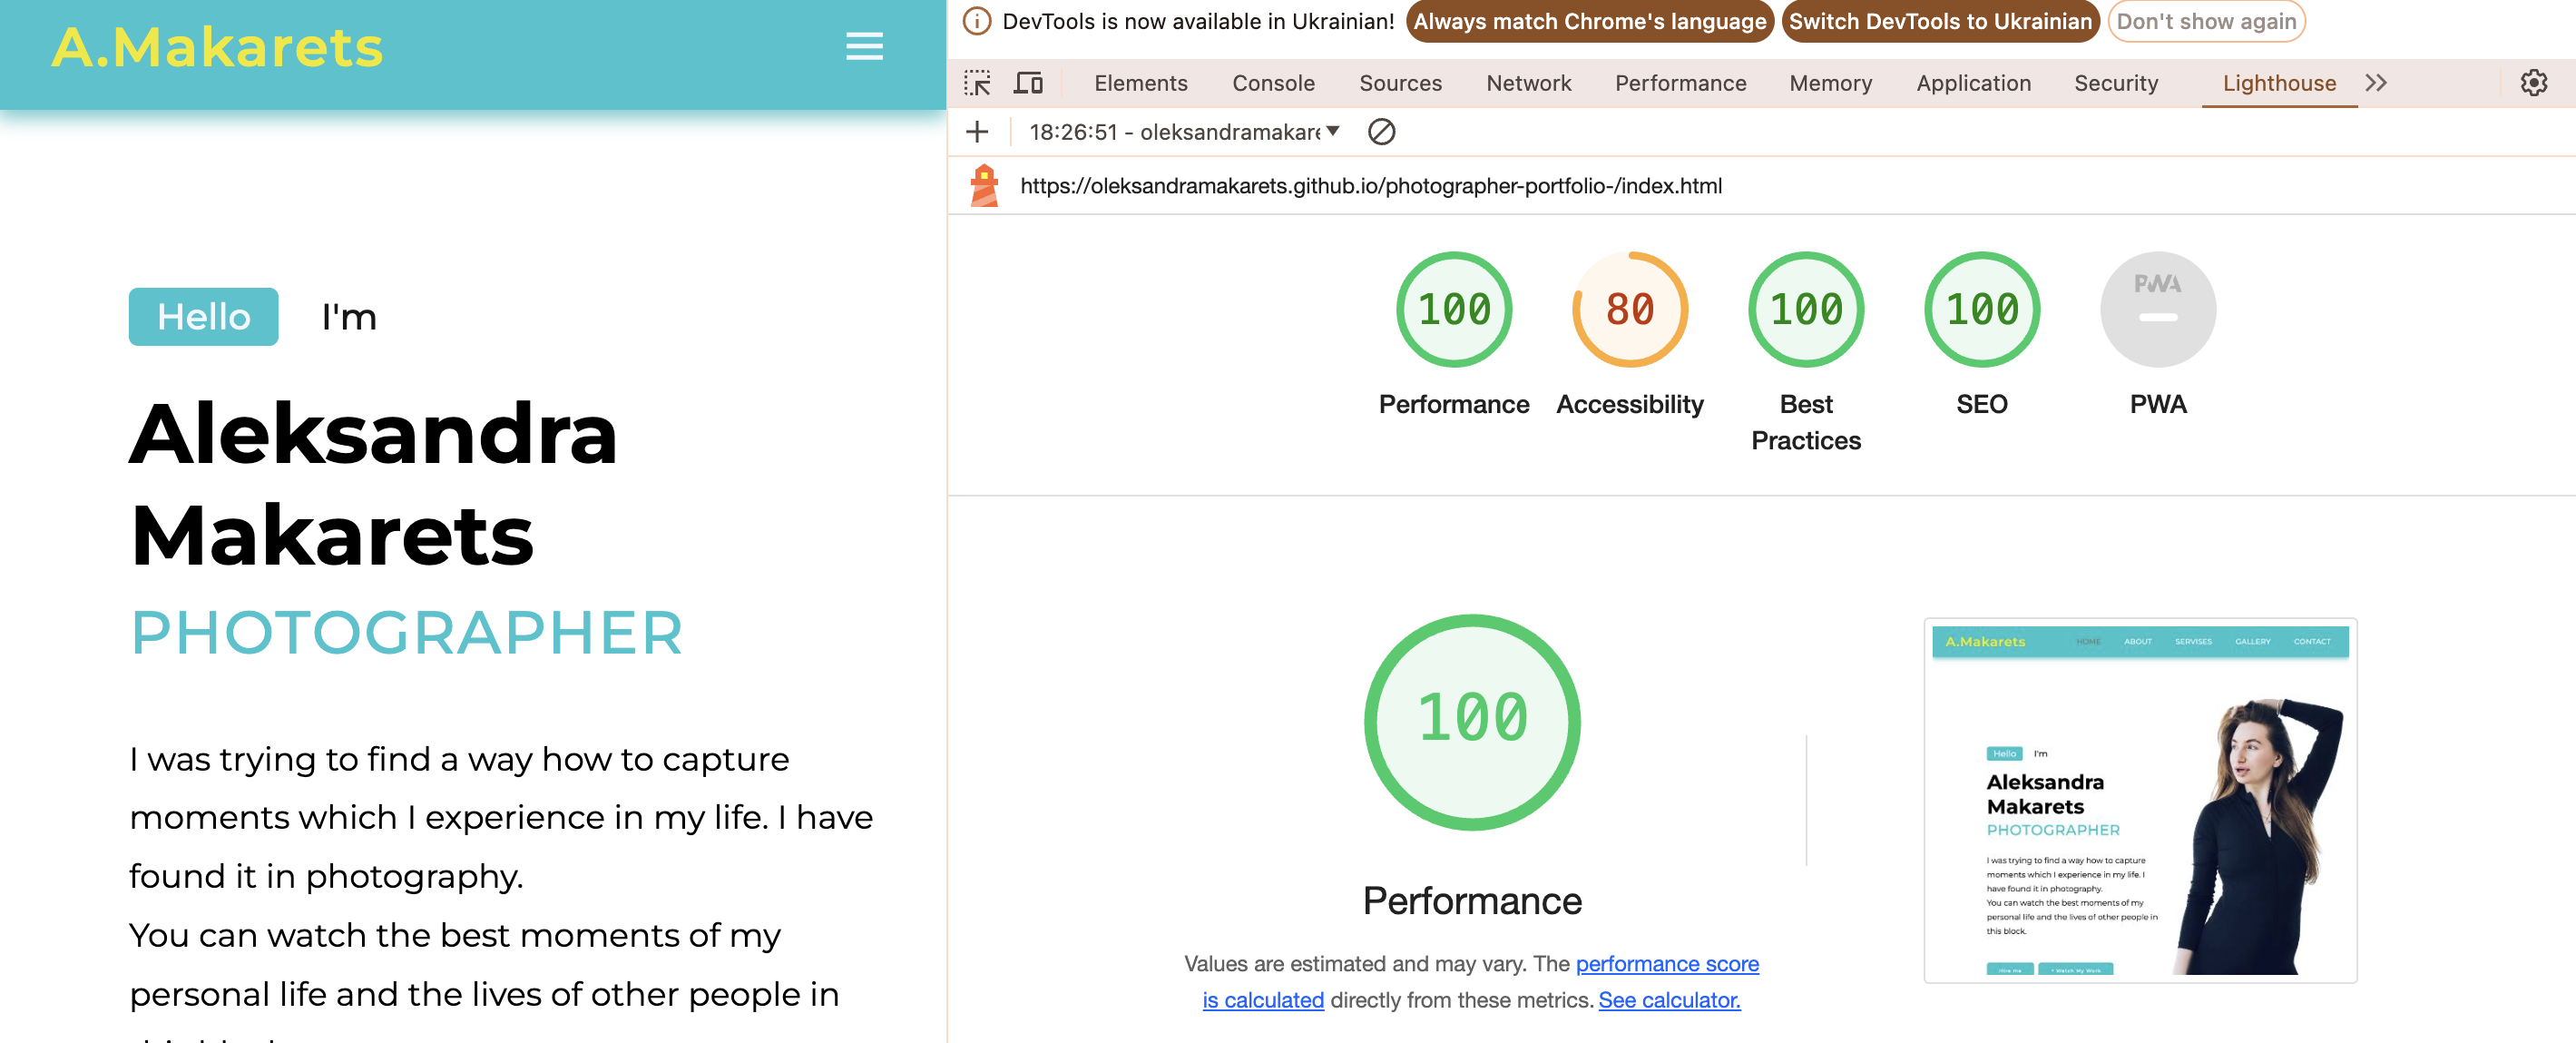 A.Makarets
Hello I'm
Aleksandra
Makarets
PHOTOGRAPHER
I was trying to find a way how to capture
moments which I experience in my life. I have
found it in photography.
You can watch the best moments of my
personal life and the lives of other people in
DevTools is now available in Ukrainian! Always match Chrome's language Switch DevTools to Ukrainian Don't show again
Elements Console Sources Network Performance Memory Application Security Lighthouse
18:26:51 - oleksandramakare
https://oleksandramakarets.github.io/photographer-portfolio-/index.html
100 80 100 100 PWA
Performance Accessibility Best Practices SEO PWA
100
Performance
Values are estimated and may vary. The performance score
is calculated directly from these metrics. See calculator.
A.Makarets HOME ABOUT SERVISES GALLERY CONTACT
Hello I'm
Aleksandra
Makarets
PHOTOGRAPHER
I was trying to find a way how to capture
moments which I experience in my life. I
have found it in photography.
You can watch the best moments of my
personal life and the lives of other people in
this block.
Hire me + Watch My Work